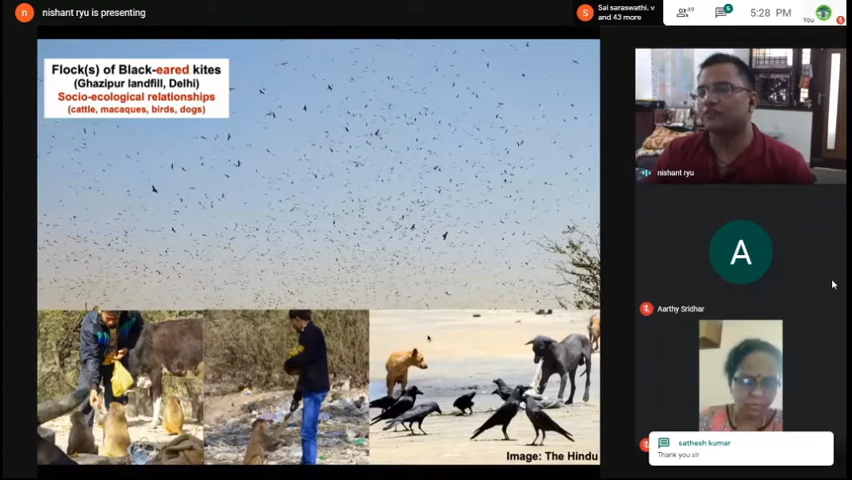 n
nishant ryu is presenting
S
Sai saraswathi, v
and 43 more
49
6
5:28 PM
You
Flock(s) of Black-eared kites
(Ghazipur landfill, Delhi)
Socio-ecological relationships
(cattle, macaques, birds, dogs)
nishant ryu
A
Aarthy Sridhar
sathesh kumar
Thank you sir
Image: The Hindu